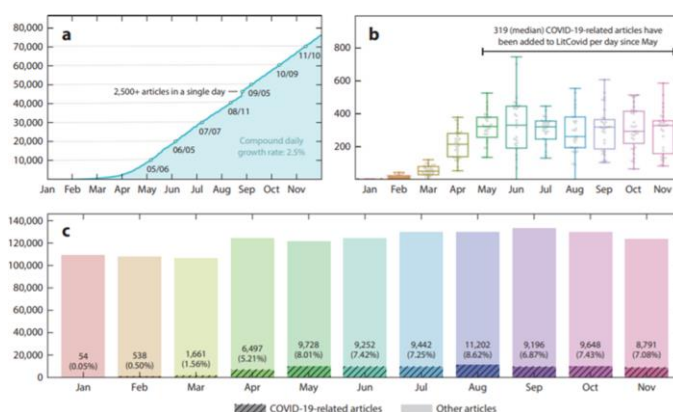 a
80,000
70,000
60,000
50,000
40,000
30,000
20,000
10,000
0
2,500+ articles in a single day
11/10
10/09
09/05
08/11
07/07
06/05
05/06
Compound daily
growth rate: 2.5%
Jan Feb Mar Apr May Jun Jul Aug Sep Oct Nov
b
319 (median) COVID-19-related articles have
been added to LitCovid per day since May
800
600
400
200
Jan Feb Mar Apr May Jun Jul Aug Sep Oct Nov
c
140,000
120,000
100,000
80,000
60,000
40,000
20,000
0
54 538 1,661 6,497 9,728 9,252 9,442 11,202 9,196 9,648 8,791
(0.05%) (0.50%) (1.56%) (5.21%) (8.01%) (7.42%) (7.25%) (8.62%) (6.87%) (7.43%) (7.08%)
Jan Feb Mar Apr May Jun Jul Aug Sep Oct Nov
COVID-19-related articles Other articles